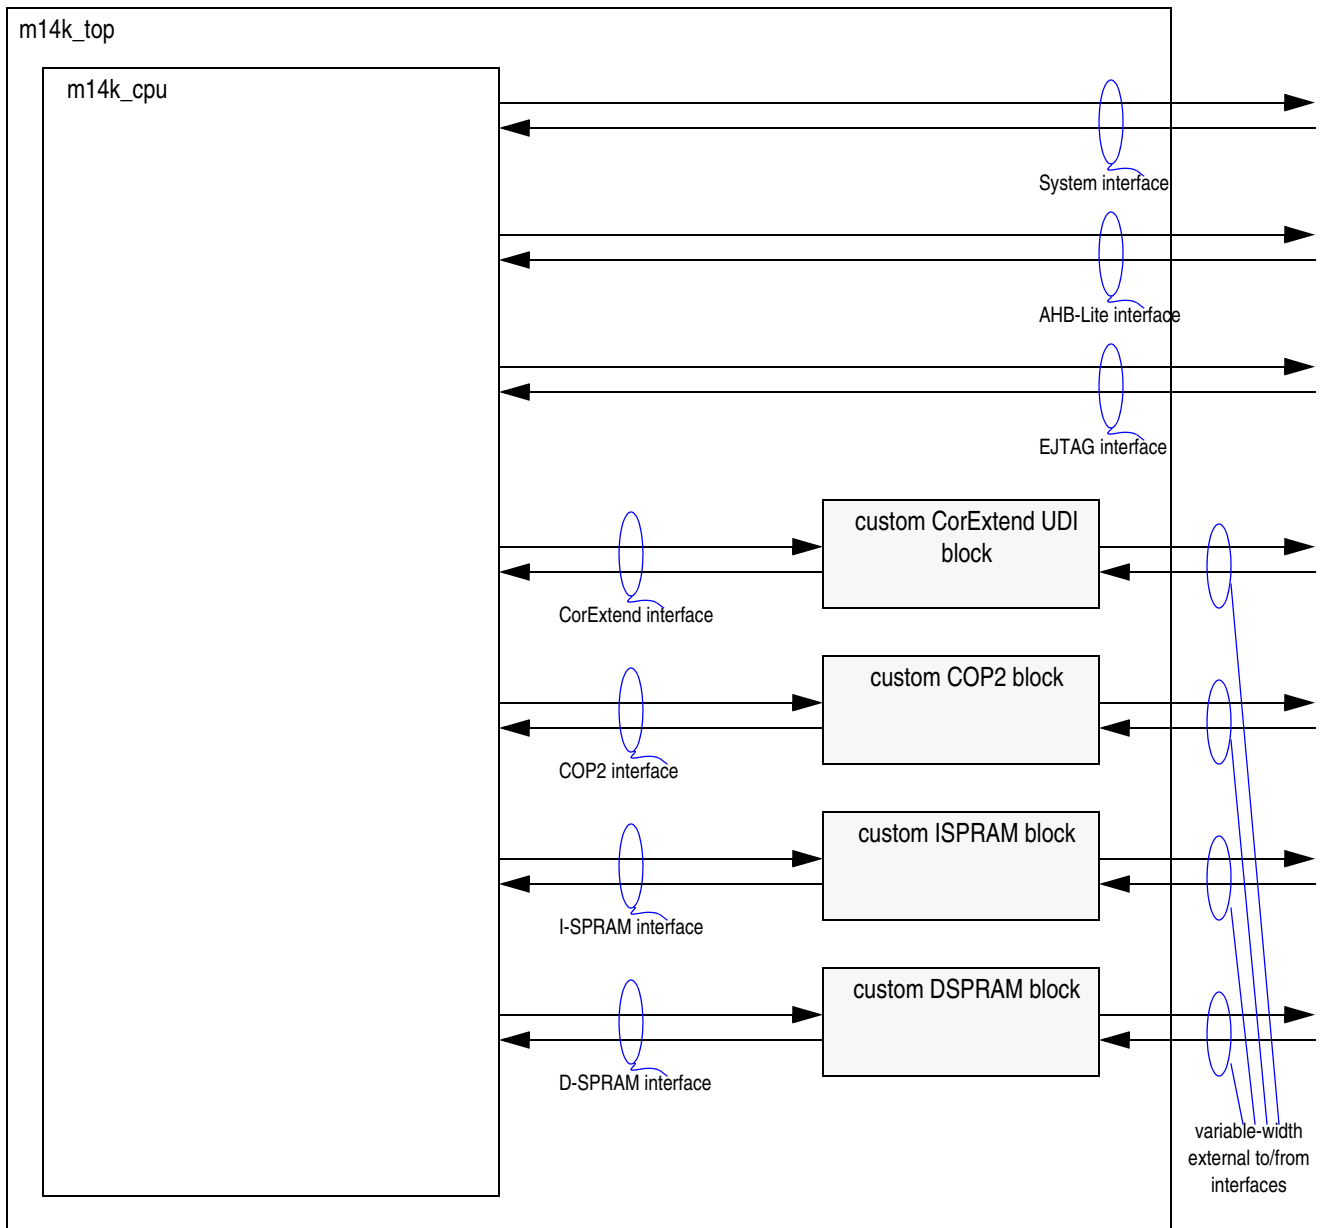 m14k_top
m14k_cpu
System interface
AHB-Lite interface
EJTAG interface
custom CorExtend UDI
block
CorExtend interface
custom COP2 block
COP2 interface
custom ISPRAM block
I-SPRAM interface
custom DSPRAM block
D-SPRAM interface
variable-width
external to/from
interfaces